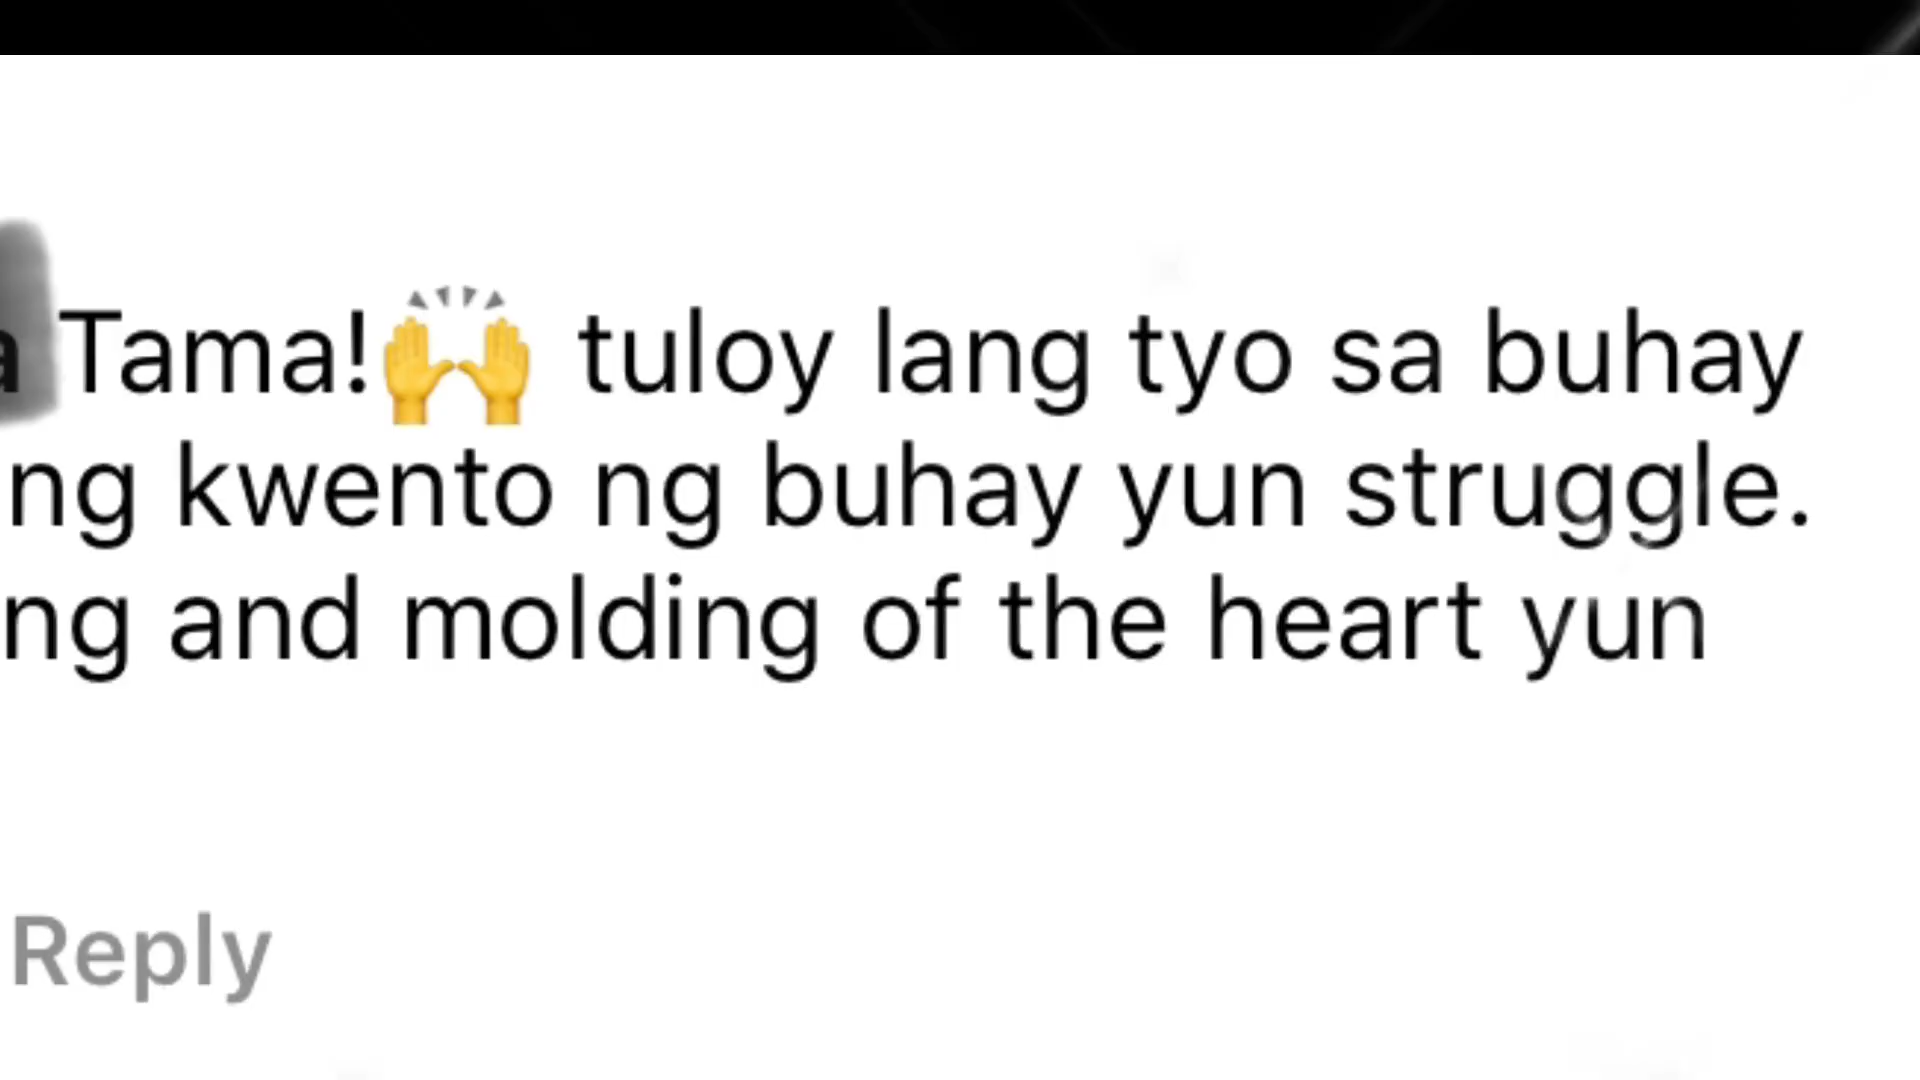 a Tama!🙌 tuloy lang tyo sa buhay
ng kwento ng buhay yun struggle.
ng and molding of the heart yun
Reply